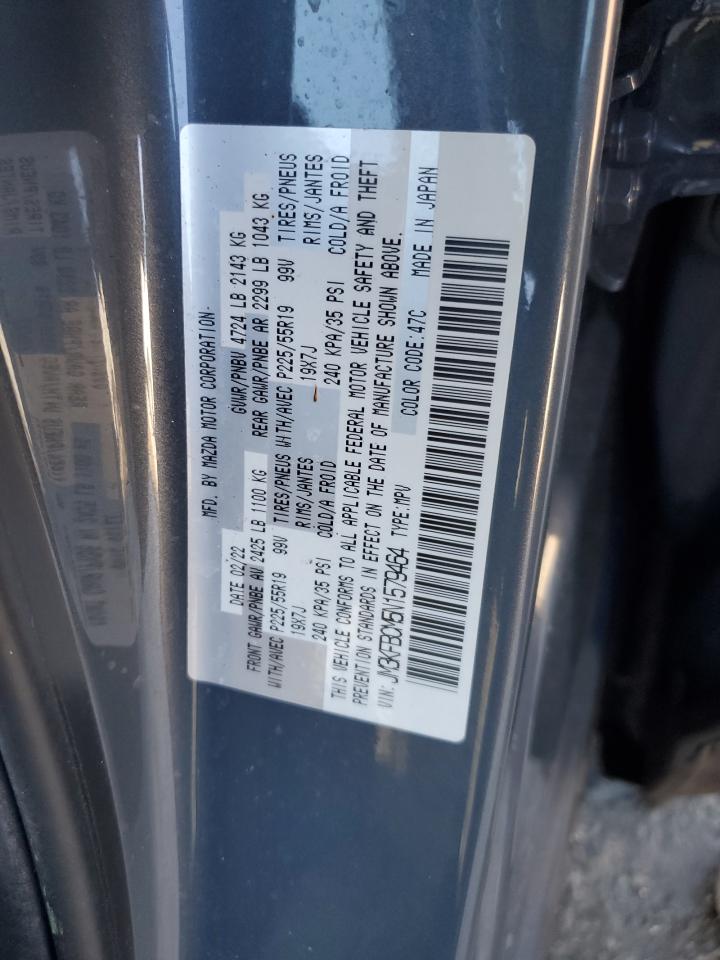 MFD. BY MAZDA MOTOR CORPORATION.
DATE 02/22 GVWR/PNBV 4724 LB 2143 KG
FRONT GAWR/PNBE AV 2425 LB 1100 KG REAR GAWR/PNBE AR 2299 LB 1043 KG
WITH/AVEC P225/55R19 99V TIRES/PNEUS WITH/AVEC P225/55R19 99V TIRES/PNEUS
19X7J RIMS/JANTES 19X7J RIMS/JANTES
240 KPA/35 PSI COLD/A FROID 240 KPA/35 PSI COLD/A FROID
THIS VEHICLE CONFORMS TO ALL APPLICABLE FEDERAL MOTOR VEHICLE SAFETY AND THEFT
PREVENTION STANDARDS IN EFFECT ON THE DATE OF MANUFACTURE SHOWN ABOVE.
VIN: JM3KFBCM5N1579464 TYPE:MPV COLOR CODE:47C MADE IN JAPAN